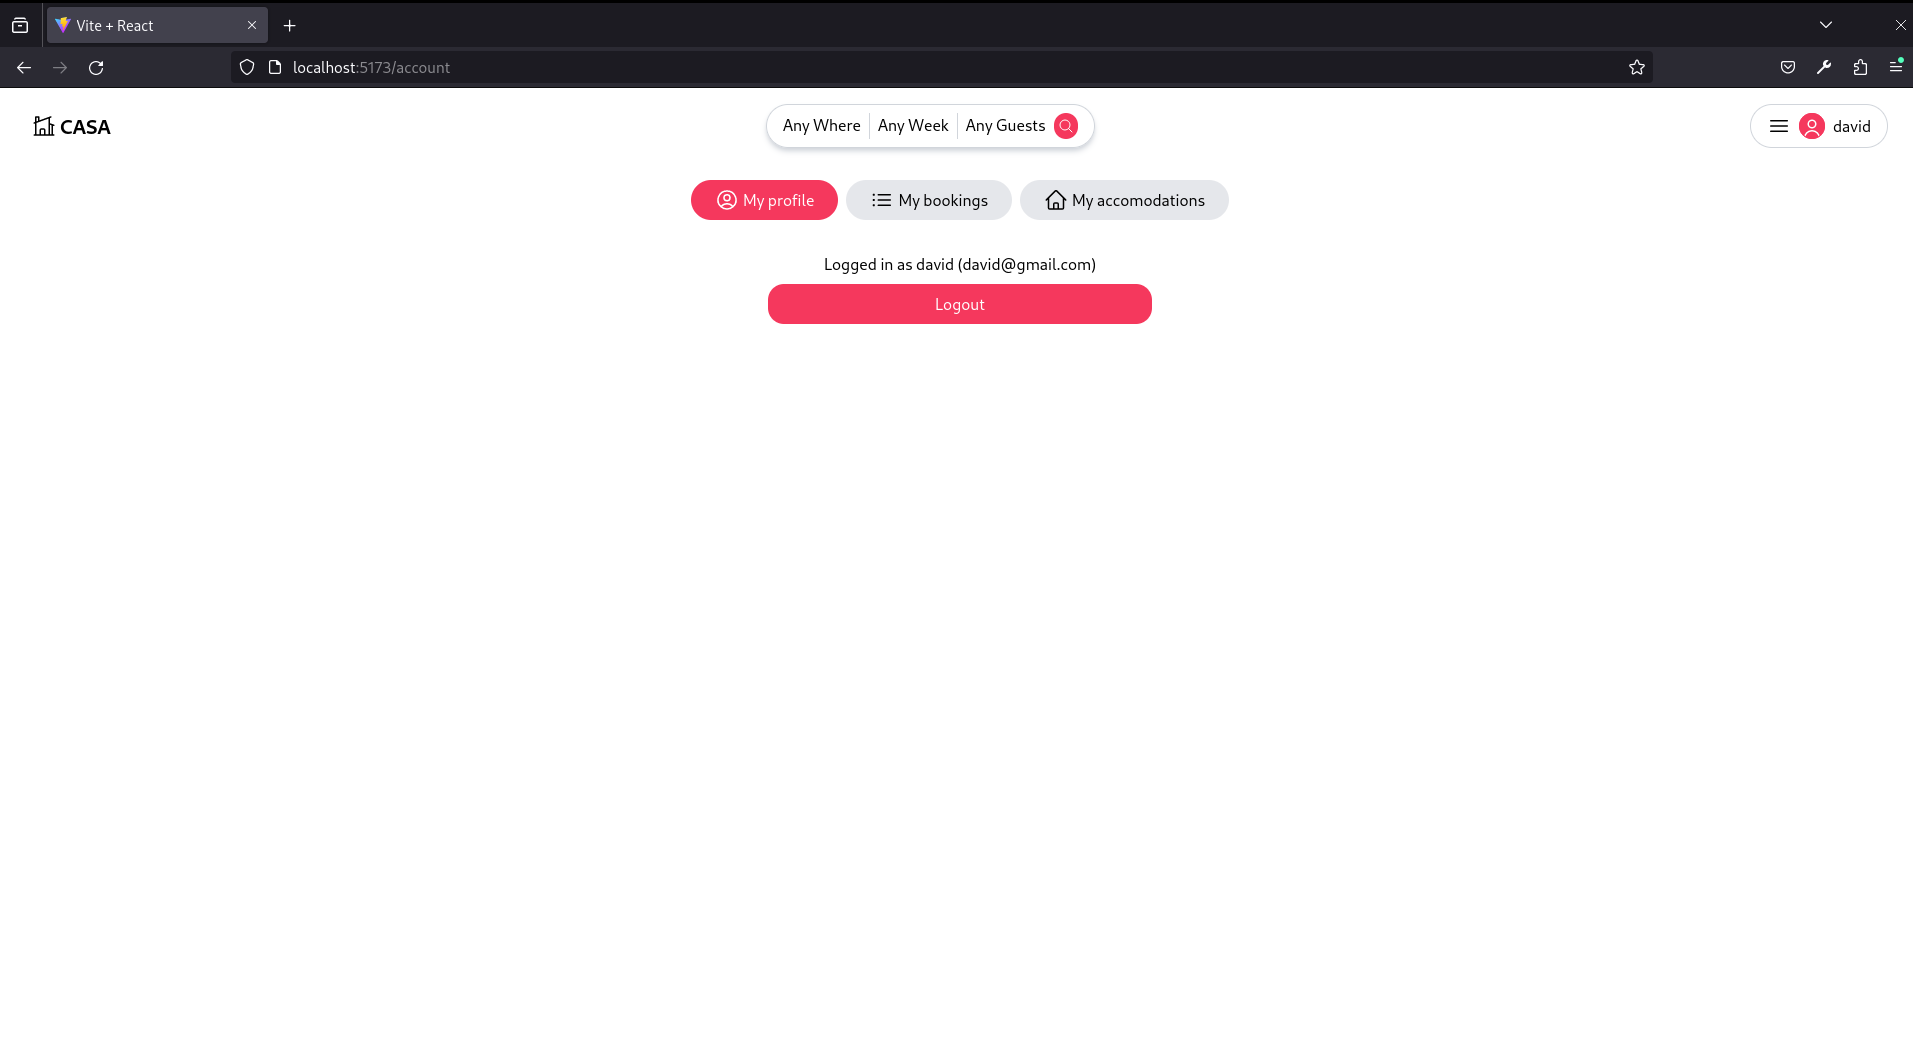 Vite + React
localhost:5173/account
CASA
Any Where Any Week Any Guests
david
My profile My bookings My accomodations
Logged in as david (david@gmail.com)
Logout